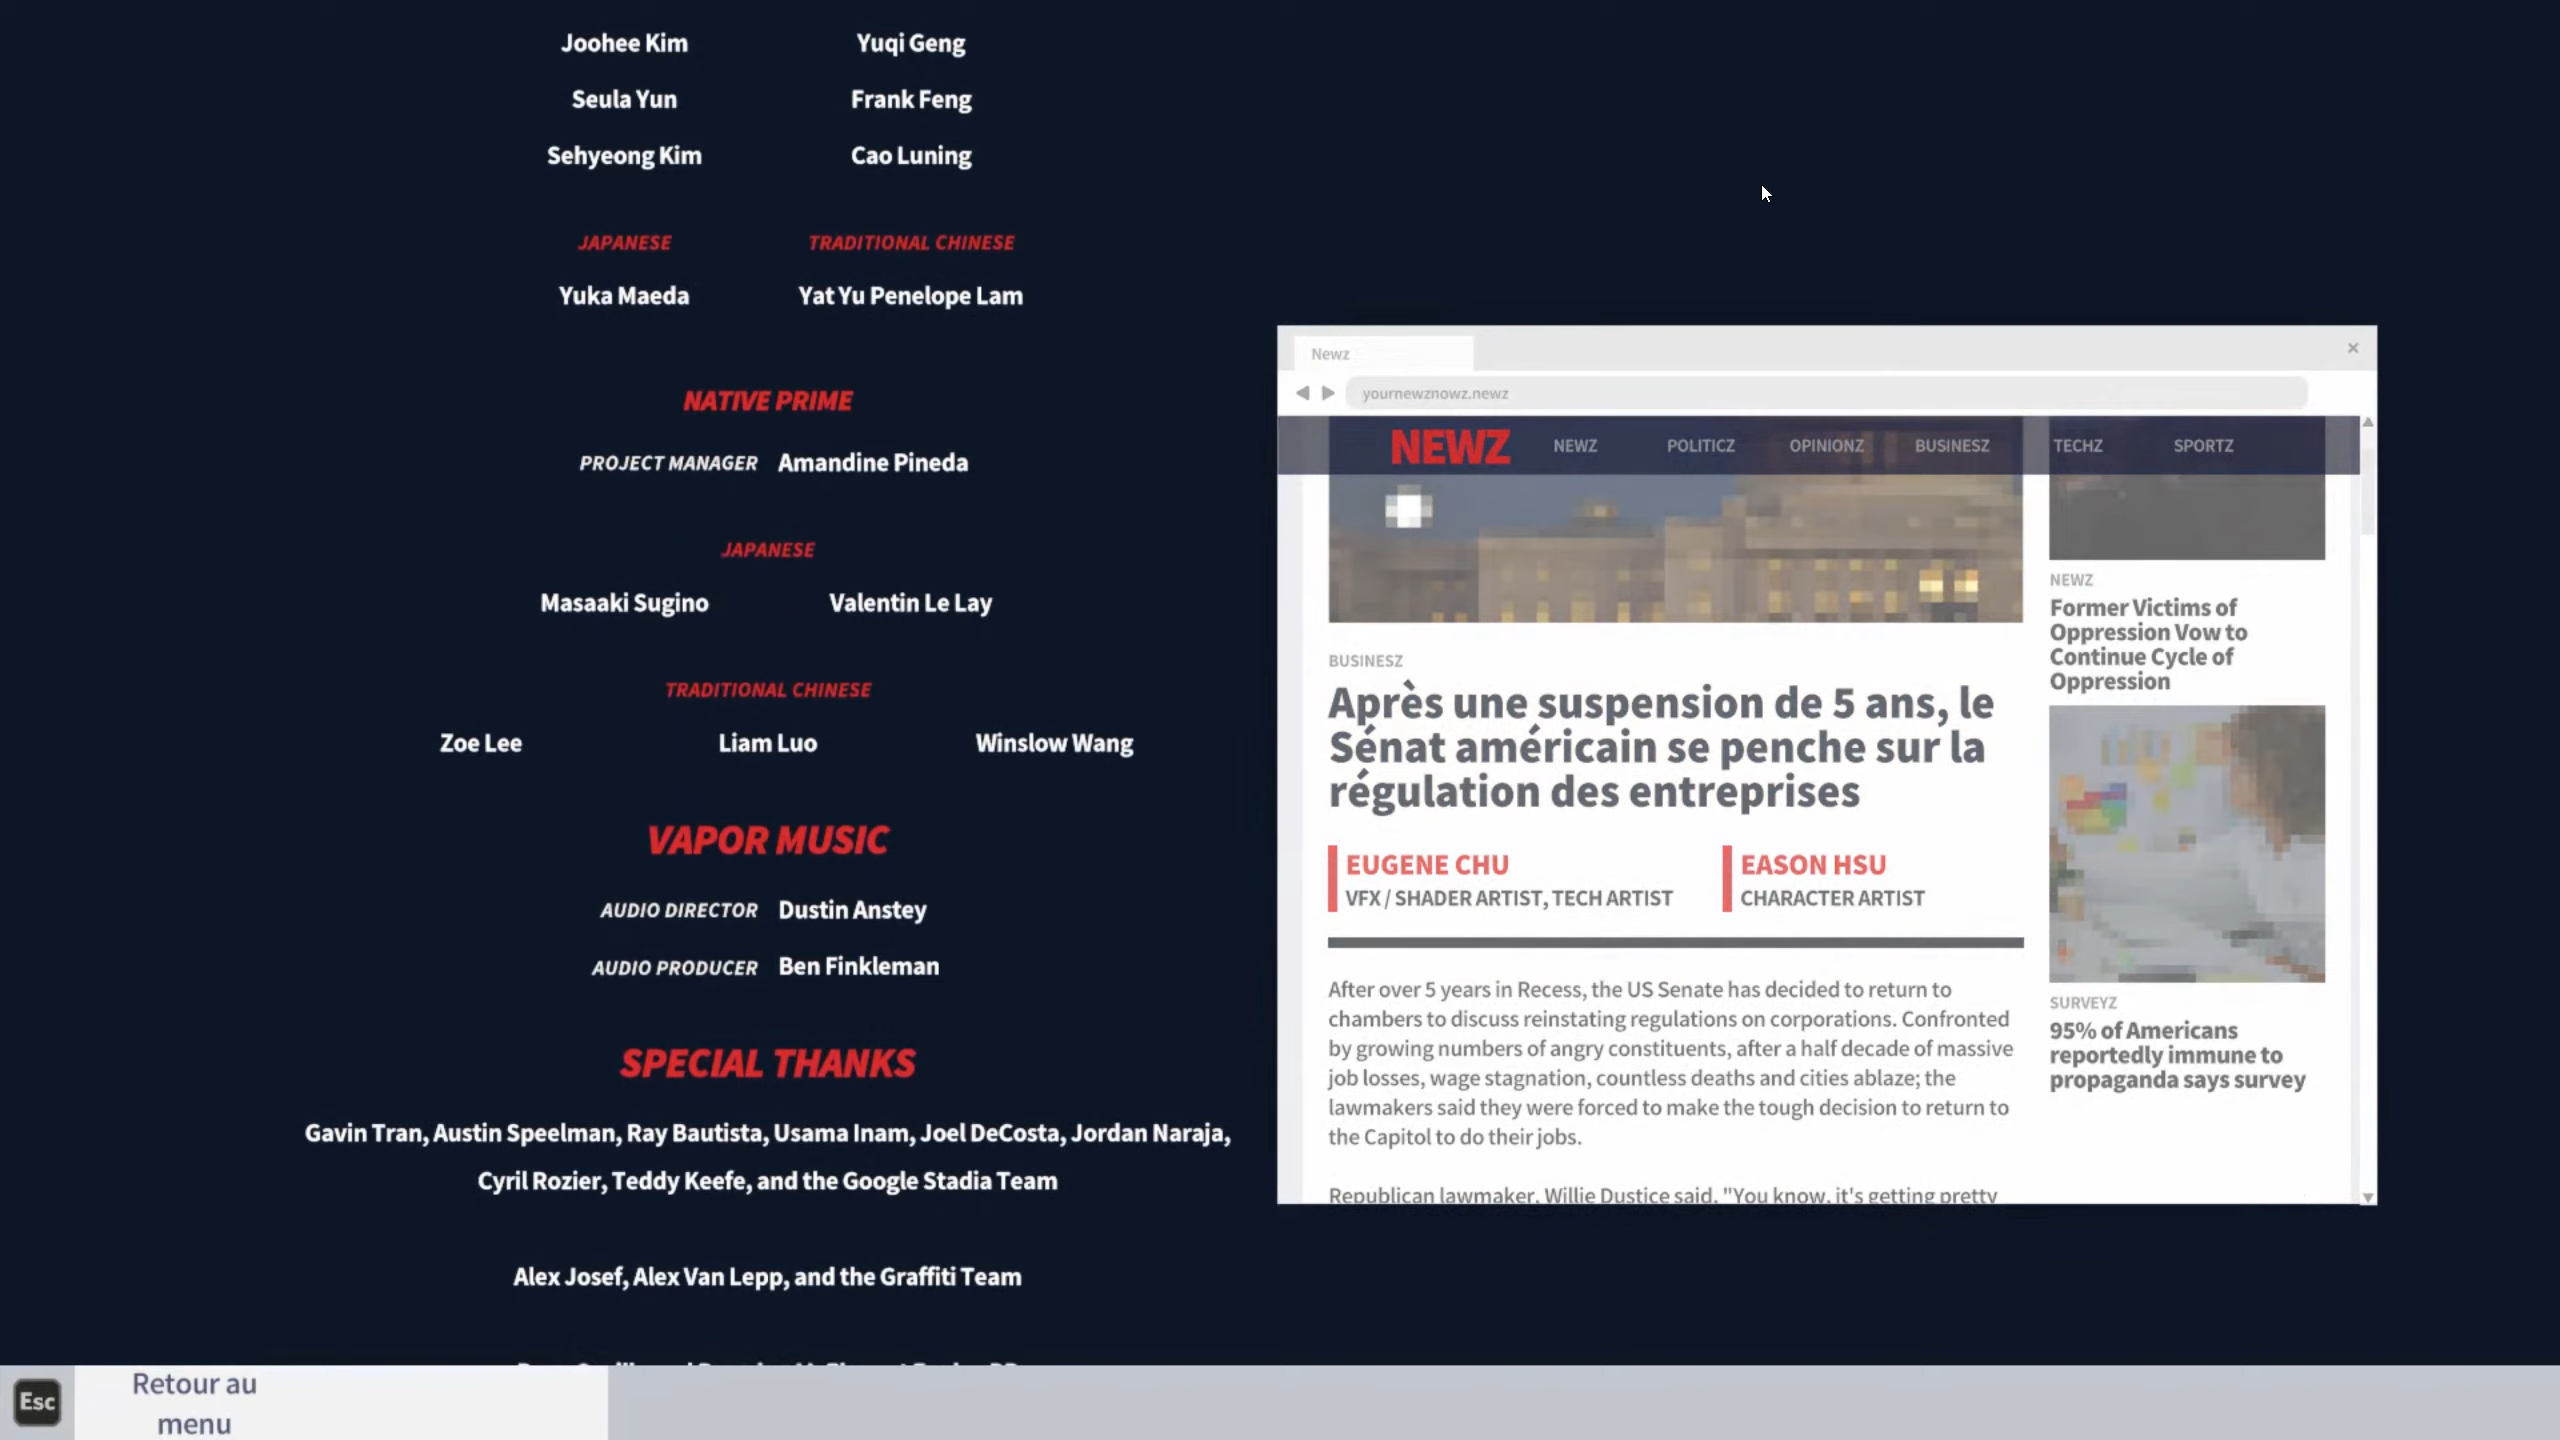 Joohee Kim Yuqi Geng
Seula Yun Frank Feng
Sehyeong Kim Cao Luning
JAPANESE TRADITIONAL CHINESE
Yuka Maeda Yat Yu Penelope Lam
NATIVE PRIME
PROJECT MANAGER Amandine Pineda
JAPANESE
Masaaki Sugino Valentin Le Lay
TRADITIONAL CHINESE
Zoe Lee Liam Luo Winslow Wang
VAPOR MUSIC
AUDIO DIRECTOR Dustin Anstey
AUDIO PRODUCER Ben Finkleman
SPECIAL THANKS
Gavin Tran, Austin Speelman, Ray Bautista, Usama Inam, Joel DeCosta, Jordan Naraja,
Cyril Rozier, Teddy Keefe, and the Google Stadia Team
Alex Josef, Alex Van Lepp, and the Graffiti Team
Newz
yournewznowz.newz
NEWZ NEWZ POLITICZ OPINIONZ BUSINESZ TECHZ SPORTZ
BUSINESZ
Après une suspension de 5 ans, le
Sénat américain se penche sur la
régulation des entreprises
EUGENE CHU
VFX / SHADER ARTIST, TECH ARTIST
EASON HSU
CHARACTER ARTIST
After over 5 years in Recess, the US Senate has decided to return to
chambers to discuss reinstating regulations on corporations. Confronted
by growing numbers of angry constituents, after a half decade of massive
job losses, wage stagnation, countless deaths and cities ablaze; the
lawmakers said they were forced to make the tough decision to return to
the Capitol to do their jobs.
Republican lawmaker, Willie Dustice said, "You know, it's getting pretty
NEWZ
Former Victims of
Oppression Vow to
Continue Cycle of
Oppression
SURVEYZ
95% of Americans
reportedly immune to
propaganda says survey
Esc
Retour au
menu